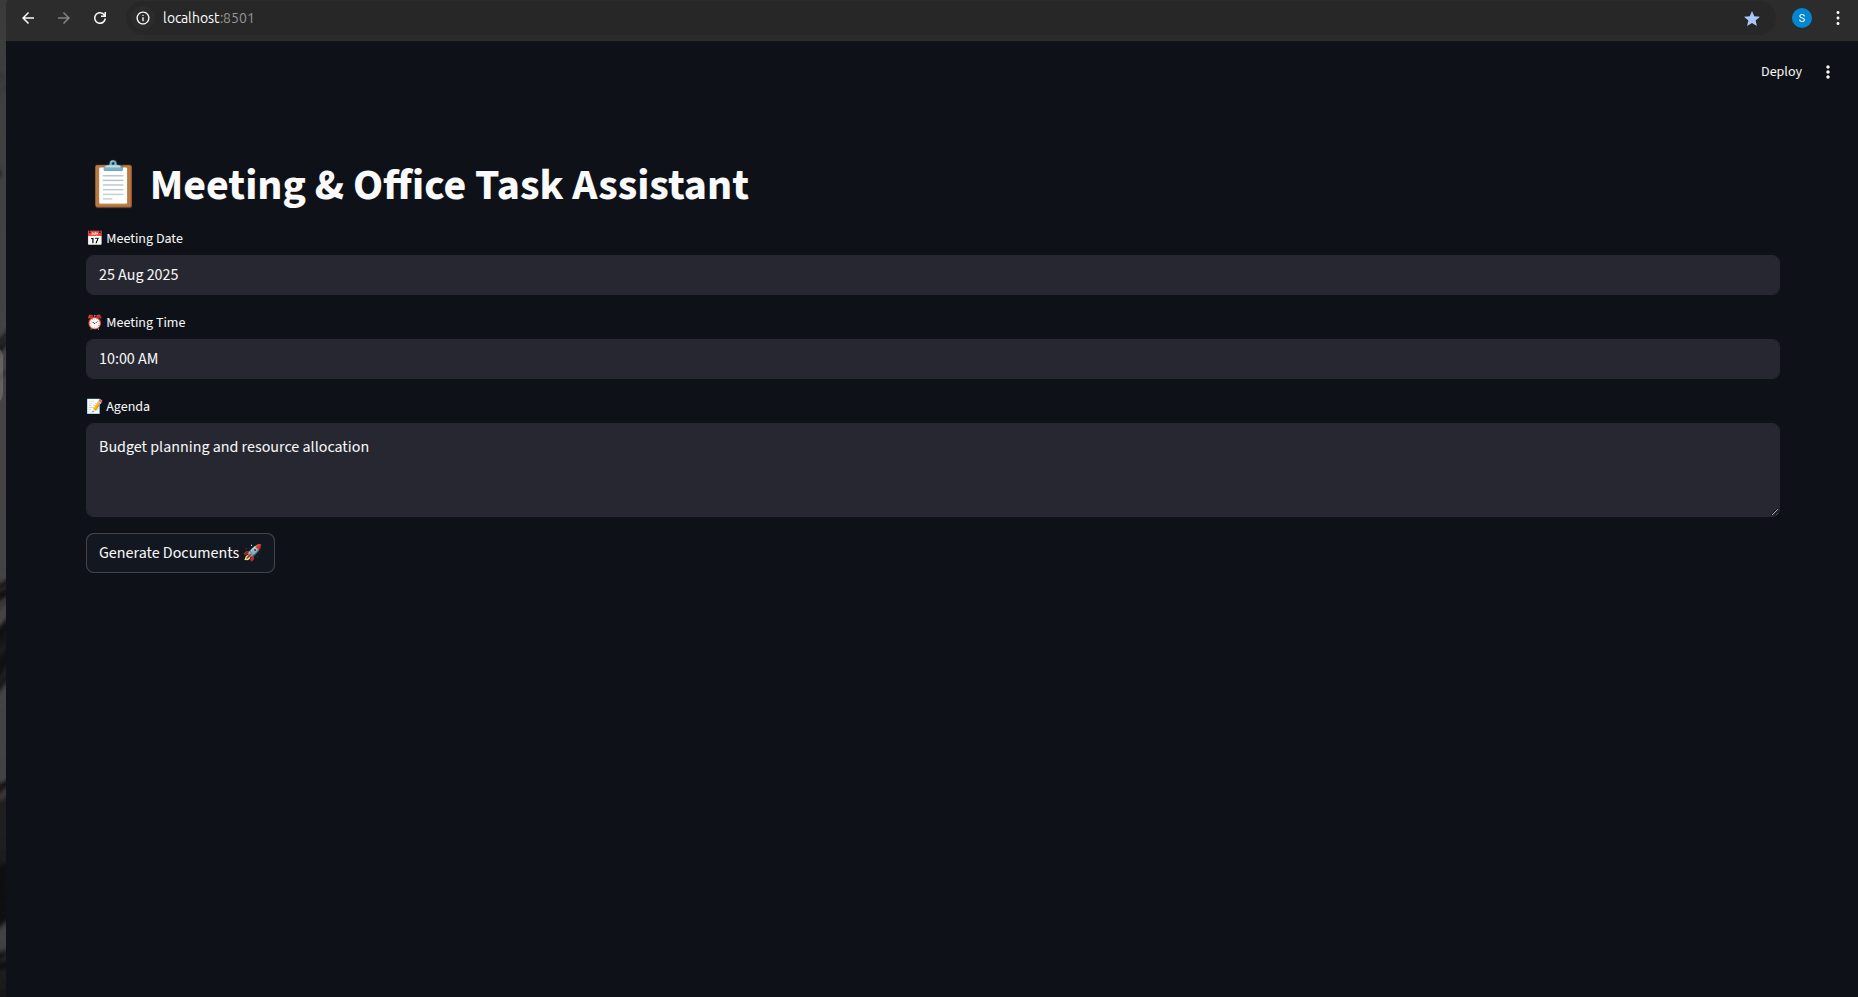 localhost:8501
S
Deploy
📋 Meeting & Office Task Assistant
📅 Meeting Date
25 Aug 2025
⏰ Meeting Time
10:00 AM
📝 Agenda
Budget planning and resource allocation
Generate Documents 🚀